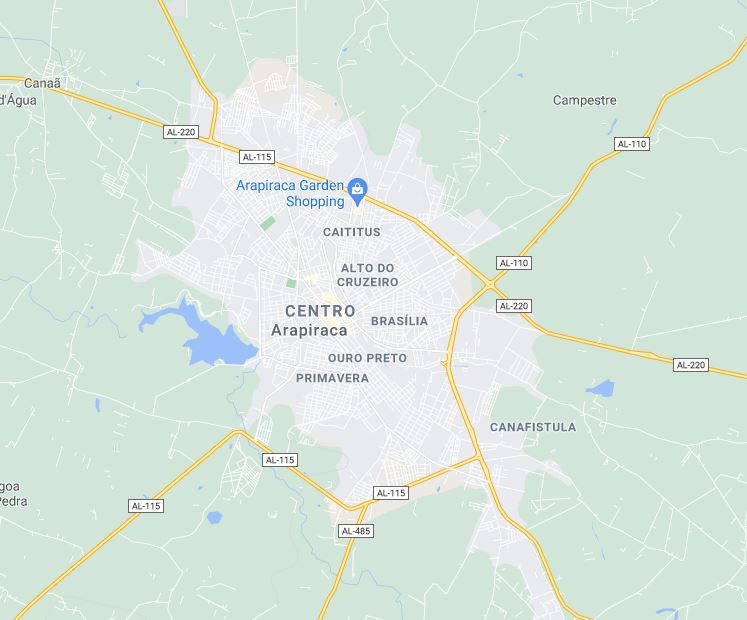 Canaã
d'Água
Campestre
AL-220
AL-110
AL-115
Arapiraca Garden
Shopping
CAITITUS
AL-110
ALTO DO
CRUZEIRO
AL-220
CENTRO
Arapiraca
BRASÍLIA
OURO PRETO
AL-220
PRIMAVERA
CANAFISTULA
AL-115
goa
Pedra
AL-115
AL-115
AL-485